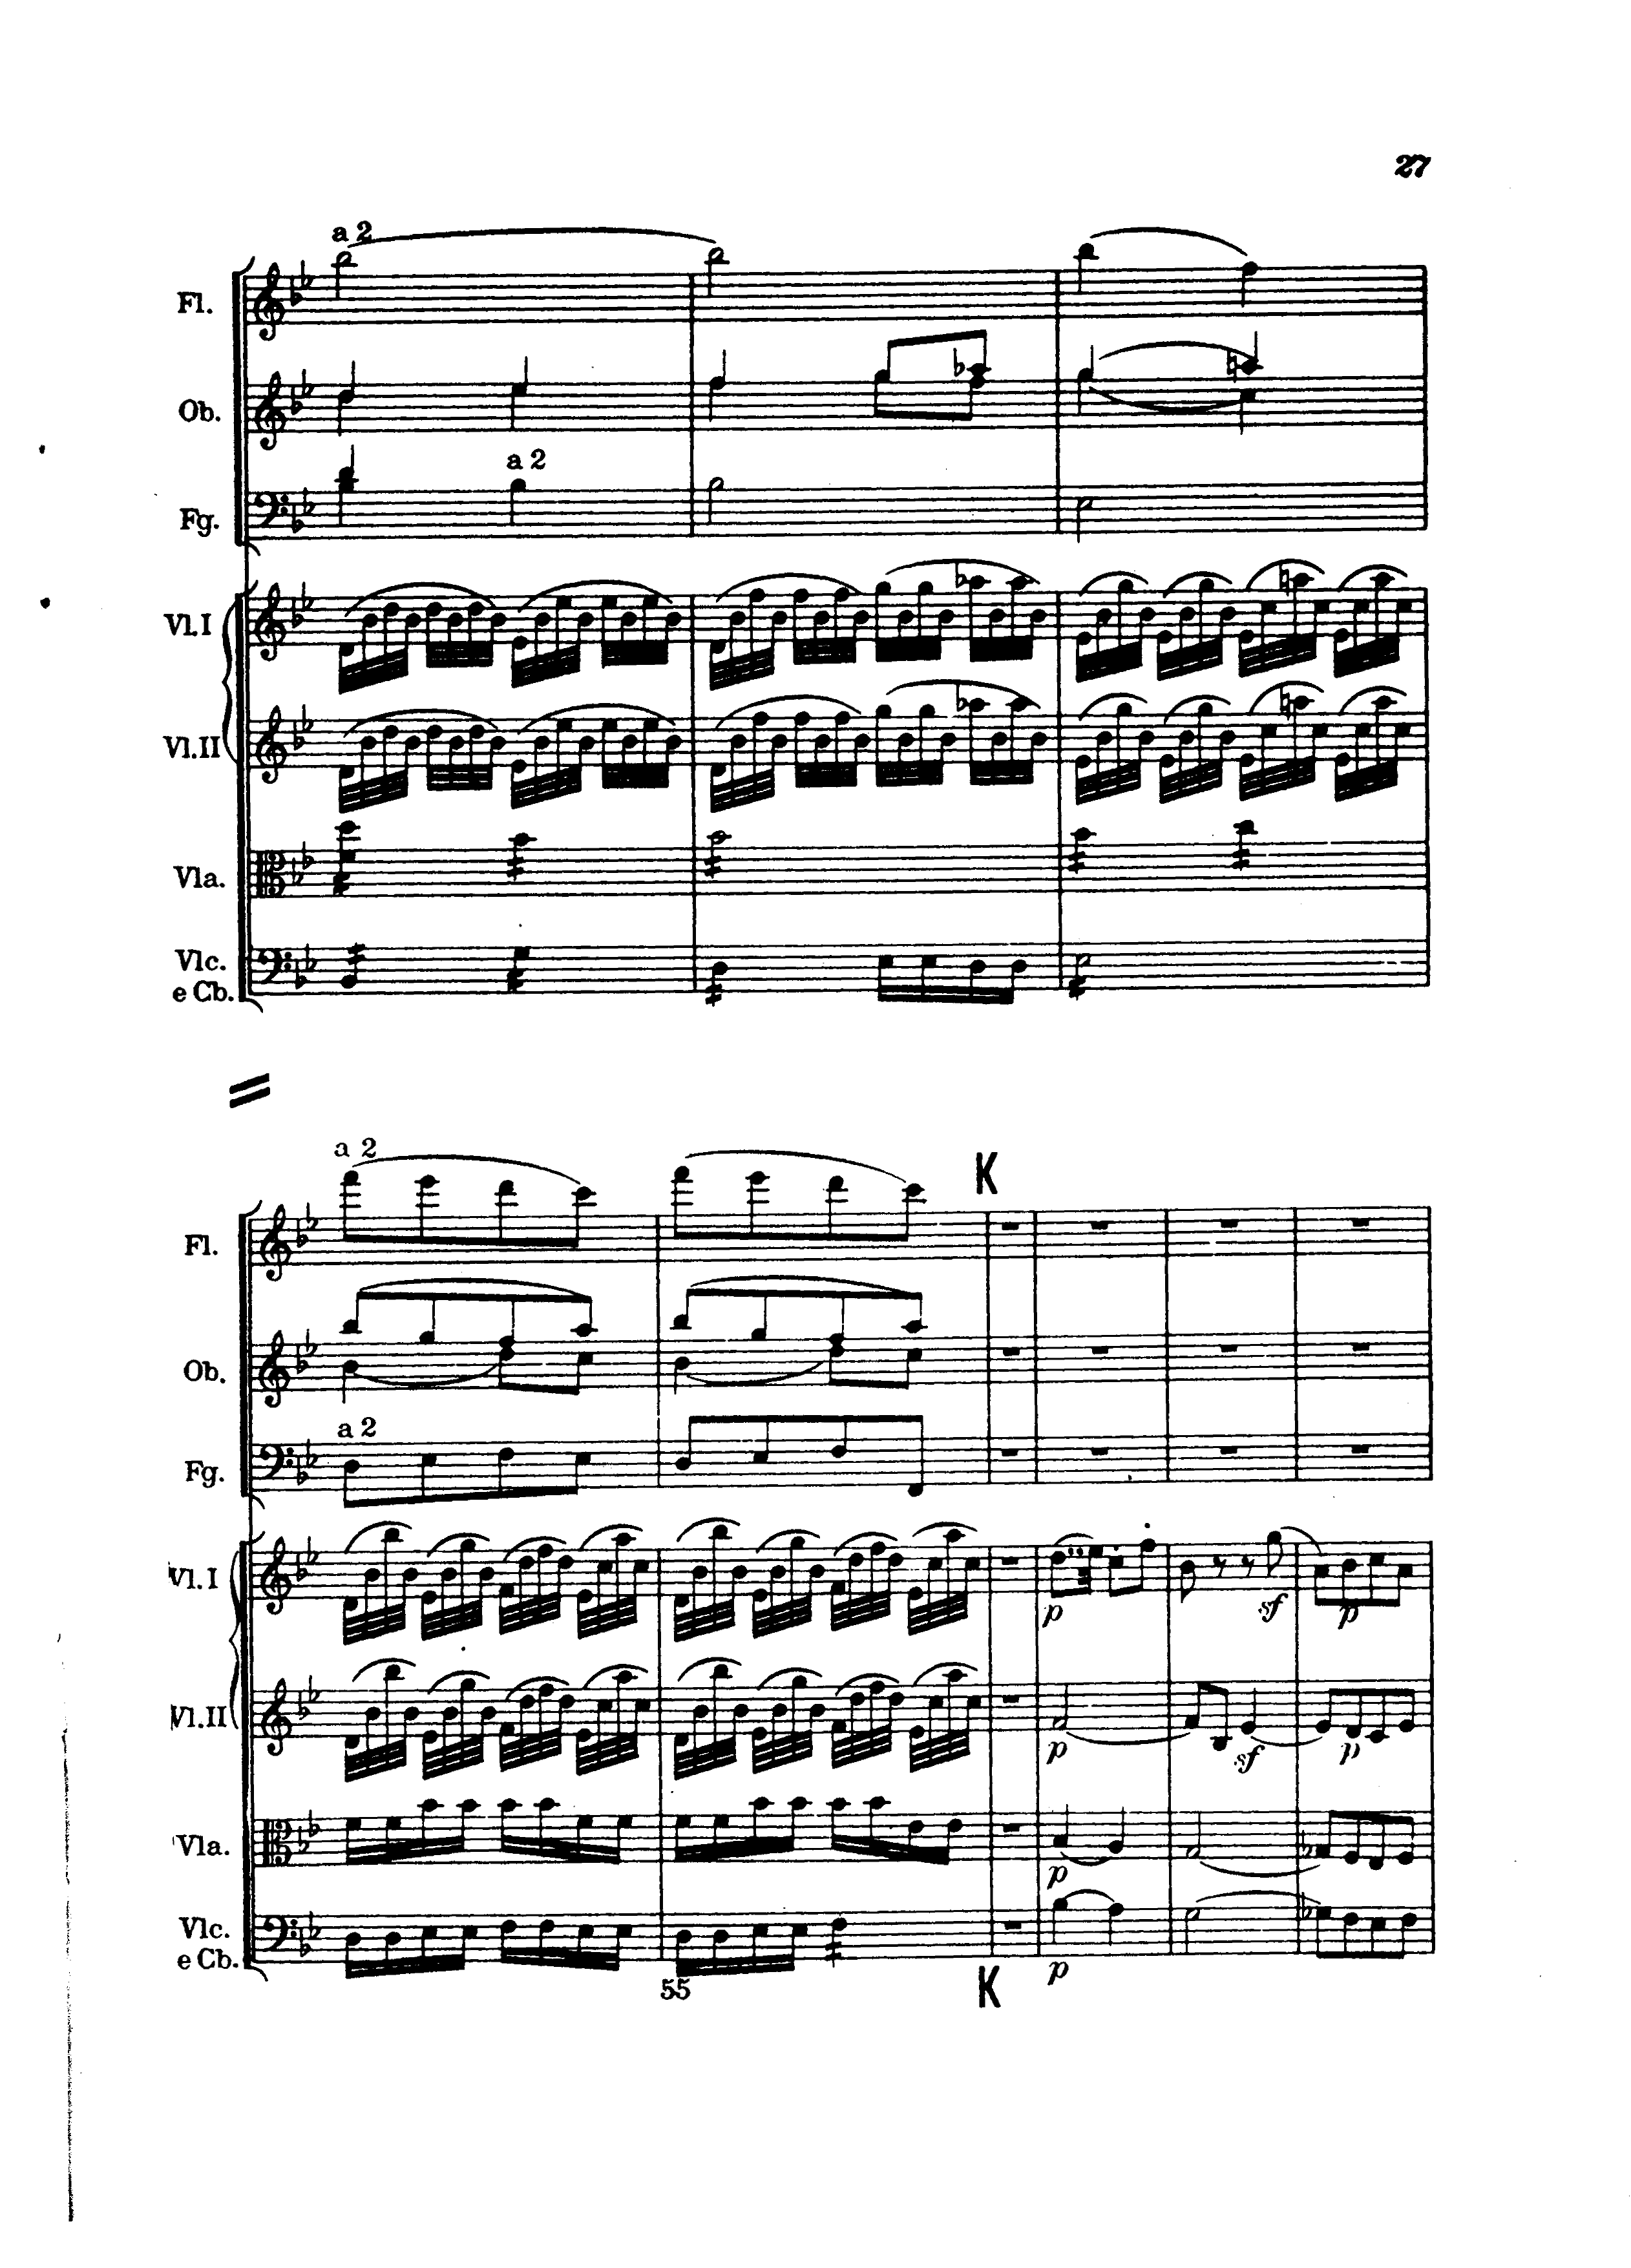 27
a 2
Fl.
Ob.
a 2
Fg.
Vl. I
Vl. II
Vla.
Vlc.
e Cb.
a 2
K
Fl.
Ob.
a 2
Fg.
Vl. I
p sf p
Vl. II
p sf p
Vla.
p
Vlc.
e Cb.
p
55 K